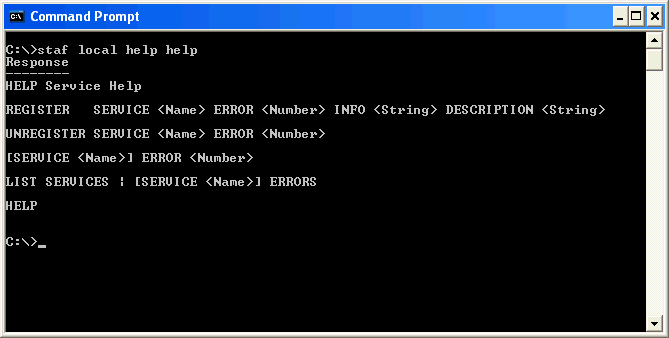 Command Prompt
C:\>staf local help help
Response
--------
HELP Service Help
REGISTER   SERVICE <Name> ERROR <Number> INFO <String> DESCRIPTION <String>
UNREGISTER SERVICE <Name> ERROR <Number>
[SERVICE <Name>] ERROR <Number>
LIST SERVICES | [SERVICE <Name>] ERRORS
HELP
C:\>_